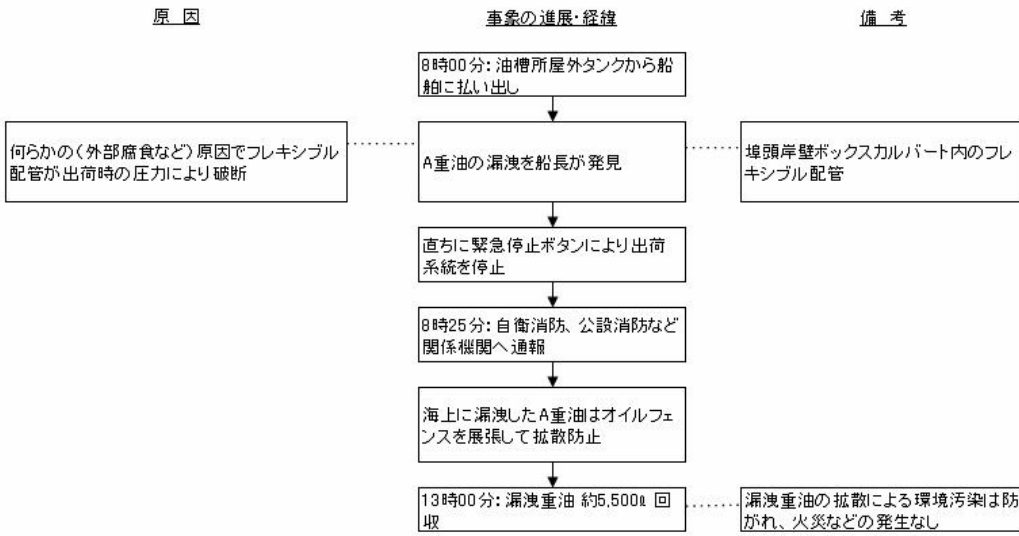 原　因
事象の進展・経緯
備　考
8時00分：油槽所屋外タンクから船
舶に払い出し
何らかの（外部腐食など）原因でフレキシブル
配管が出荷時の圧力により破断
A重油の漏洩を船長が発見
埠頭岸壁ボックスカルバート内のフレ
キシブル配管
直ちに緊急停止ボタンにより出荷
系統を停止
8時25分：自衛消防、公設消防など
関係機関へ通報
海上に漏洩したA重油はオイルフェ
ンスを展張して拡散防止
13時00分：漏洩重油 約5,500ℓ 回
収
漏洩重油の拡散による環境汚染は防
がれ、火災などの発生なし